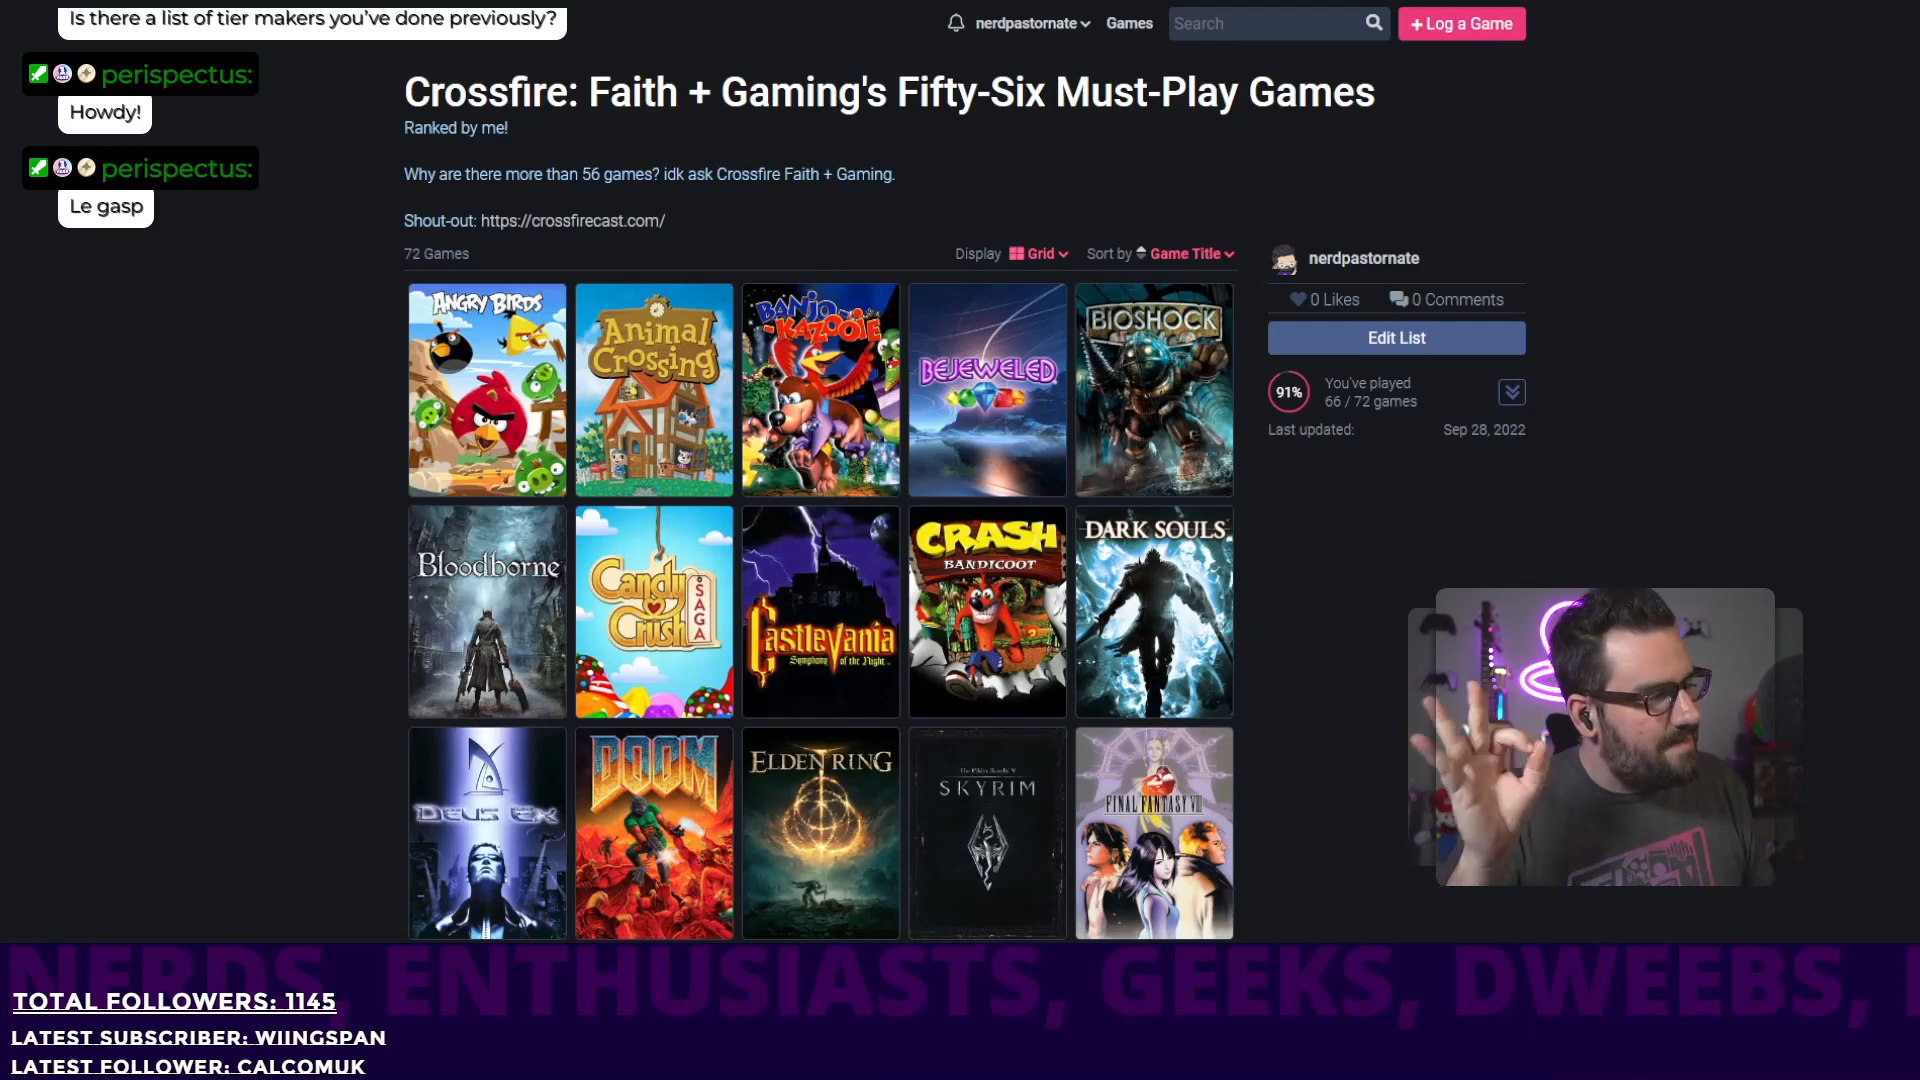 Is there a list of tier makers you've done previously?
perispectus:
Howdy!
perispectus:
Le gasp
nerdpastornate
Games
Search
+ Log a Game
Crossfire: Faith + Gaming's Fifty-Six Must-Play Games
Ranked by me!
Why are there more than 56 games? idk ask Crossfire Faith + Gaming.
Shout-out: https://crossfirecast.com/
72 Games
Display Grid
Sort by Game Title
nerdpastornate
0 Likes
0 Comments
Edit List
91%
You've played
66 / 72 games
Last updated:
Sep 28, 2022
ANGRY BIRDS
Animal
Crossing
BANJO
-KAZOOIE
BEJEWELED
BIOSHOCK
Bloodborne
Candy
Crush
SAGA
Castlevania
Symphony of the Night
CRASH
BANDICOOT
DARK SOULS
DEUS EX
DOOM
ELDEN RING
The Elder Scrolls V
SKYRIM
FINAL FANTASY VIII
NERDS, ENTHUSIASTS, GEEKS, DWEEBS,
TOTAL FOLLOWERS: 1145
LATEST SUBSCRIBER: WIINGSPAN
LATEST FOLLOWER: CALCOMUK